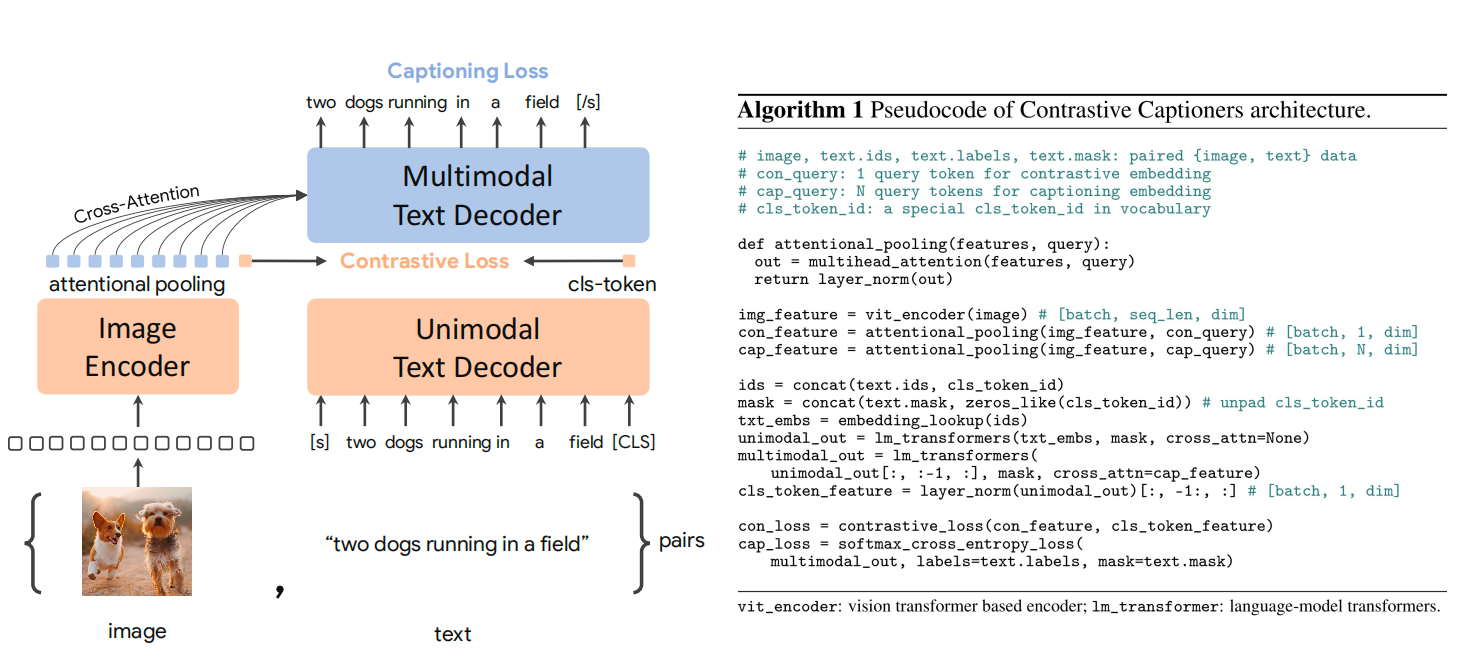 Captioning Loss
two dogs running in a field [/s]
Multimodal
Text Decoder
Cross-Attention
Contrastive Loss
attentional pooling
cls-token
Image
Encoder
Unimodal
Text Decoder
[s] two dogs running in a field [CLS]
“two dogs running in a field”
pairs
,
image
text
Algorithm 1 Pseudocode of Contrastive Captioners architecture.
# image, text.ids, text.labels, text.mask: paired {image, text} data
# con_query: 1 query token for contrastive embedding
# cap_query: N query tokens for captioning embedding
# cls_token_id: a special cls_token_id in vocabulary
def attentional_pooling(features, query):
out = multihead_attention(features, query)
return layer_norm(out)
img_feature = vit_encoder(image) # [batch, seq_len, dim]
con_feature = attentional_pooling(img_feature, con_query) # [batch, 1, dim]
cap_feature = attentional_pooling(img_feature, cap_query) # [batch, N, dim]
ids = concat(text.ids, cls_token_id)
mask = concat(text.mask, zeros_like(cls_token_id)) # unpad cls_token_id
txt_embs = embedding_lookup(ids)
unimodal_out = lm_transformers(txt_embs, mask, cross_attn=None)
multimodal_out = lm_transformers(
unimodal_out[:, :-1, :], mask, cross_attn=cap_feature)
cls_token_feature = layer_norm(unimodal_out)[:, -1:, :] # [batch, 1, dim]
con_loss = contrastive_loss(con_feature, cls_token_feature)
cap_loss = softmax_cross_entropy_loss(
multimodal_out, labels=text.labels, mask=text.mask)
vit_encoder: vision transformer based encoder; lm_transformer: language-model transformers.